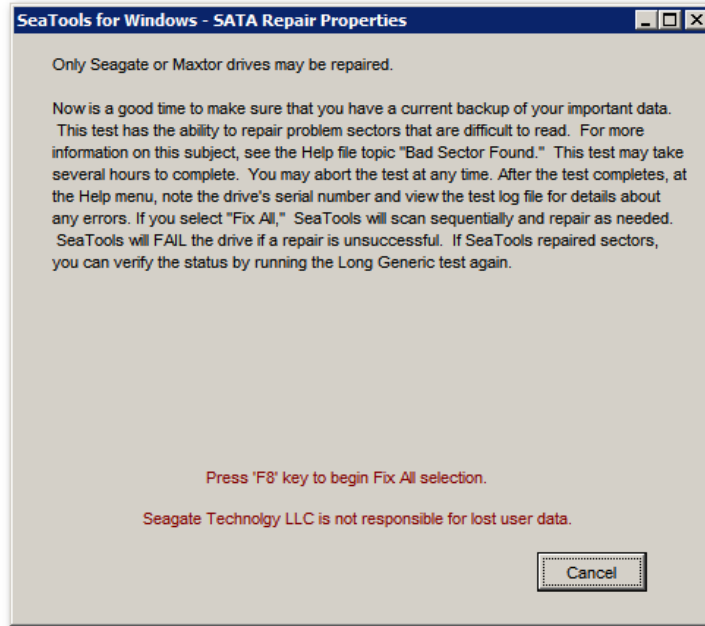 SeaTools for Windows - SATA Repair Properties
Only Seagate or Maxtor drives may be repaired.
Now is a good time to make sure that you have a current backup of your important data.
This test has the ability to repair problem sectors that are difficult to read.  For more
information on this subject, see the Help file topic "Bad Sector Found."  This test may take
several hours to complete.  You may abort the test at any time. After the test completes, at
the Help menu, note the drive's serial number and view the test log file for details about
any errors. If you select "Fix All,"  SeaTools will scan sequentially and repair as needed.
SeaTools will FAIL the drive if a repair is unsuccessful.  If SeaTools repaired sectors,
you can verify the status by running the Long Generic test again.
Press 'F8' key to begin Fix All selection.
Seagate Technolgy LLC is not responsible for lost user data.
Cancel